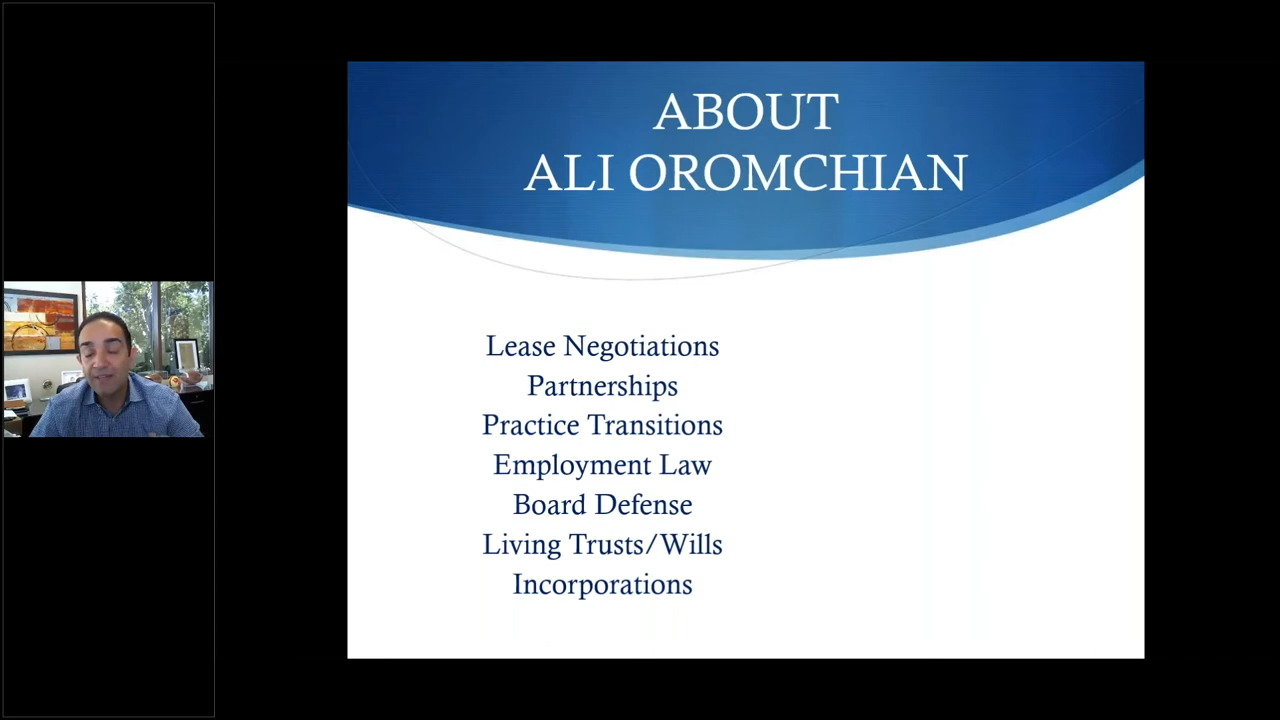 ABOUT
ALI OROMCHIAN
Lease Negotiations
Partnerships
Practice Transitions
Employment Law
Board Defense
Living Trusts/Wills
Incorporations